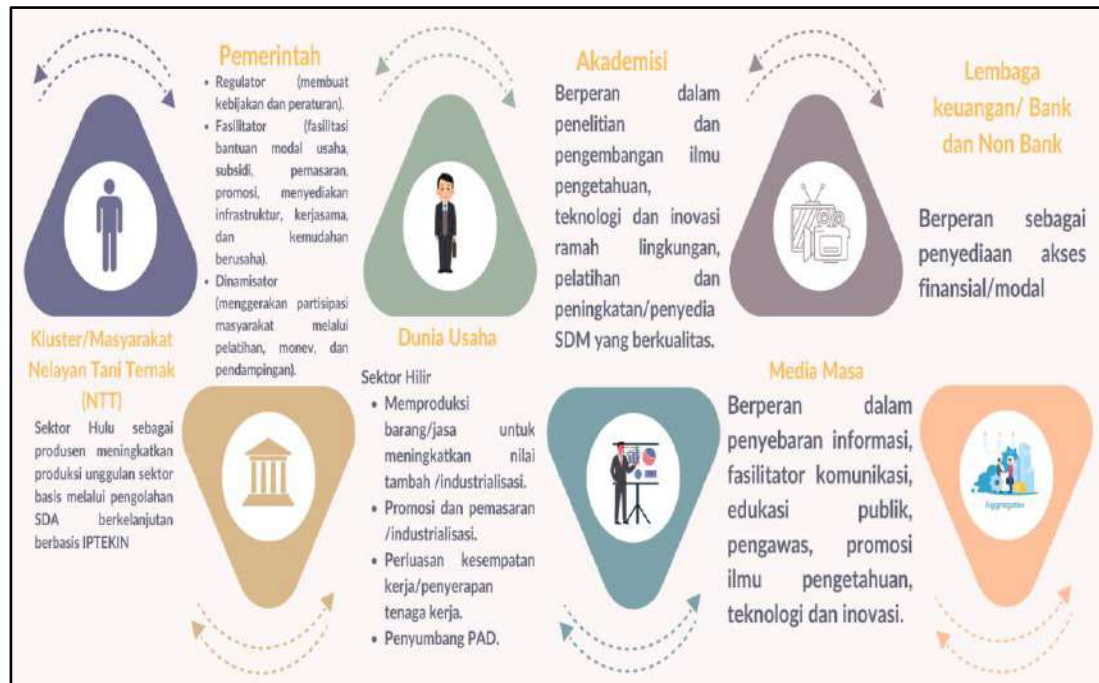 Kluster/Masyarakat
Nelayan Tani Ternak
(NTT)
Sektor Hulu sebagai
produsen meningkatkan
produksi unggulan sektor
basis melalui pengolahan
SDA berkelanjutan
berbasis IPTEKIN
Pemerintah
• Regulator (membuat
kebijakan dan peraturan).
• Fasilitator (fasilitasi
bantuan modal usaha,
subsidi, pemasaran,
promosi, menyediakan
infrastruktur, kerjasama,
dan kemudahan
berusaha).
• Dinamisator
(menggerakan partisipasi
masyarakat melalui
pelatihan, monev, dan
pendampingan).
Dunia Usaha
Sektor Hilir
• Memproduksi
barang/jasa untuk
meningkatkan nilai
tambah /industrialisasi.
• Promosi dan pemasaran
/industrialisasi.
• Perluasan kesempatan
kerja/penyerapan
tenaga kerja.
• Penyumbang PAD.
Akademisi
Berperan dalam
penelitian dan
pengembangan ilmu
pengetahuan,
teknologi dan inovasi
ramah lingkungan,
pelatihan dan
peningkatan/penyedia
SDM yang berkualitas.
Media Masa
Berperan dalam
penyebaran informasi,
fasilitator komunikasi,
edukasi publik,
pengawas, promosi
ilmu pengetahuan,
teknologi dan inovasi.
Lembaga
keuangan/ Bank
dan Non Bank
Berperan sebagai
penyediaan akses
finansial/modal
Aggregator